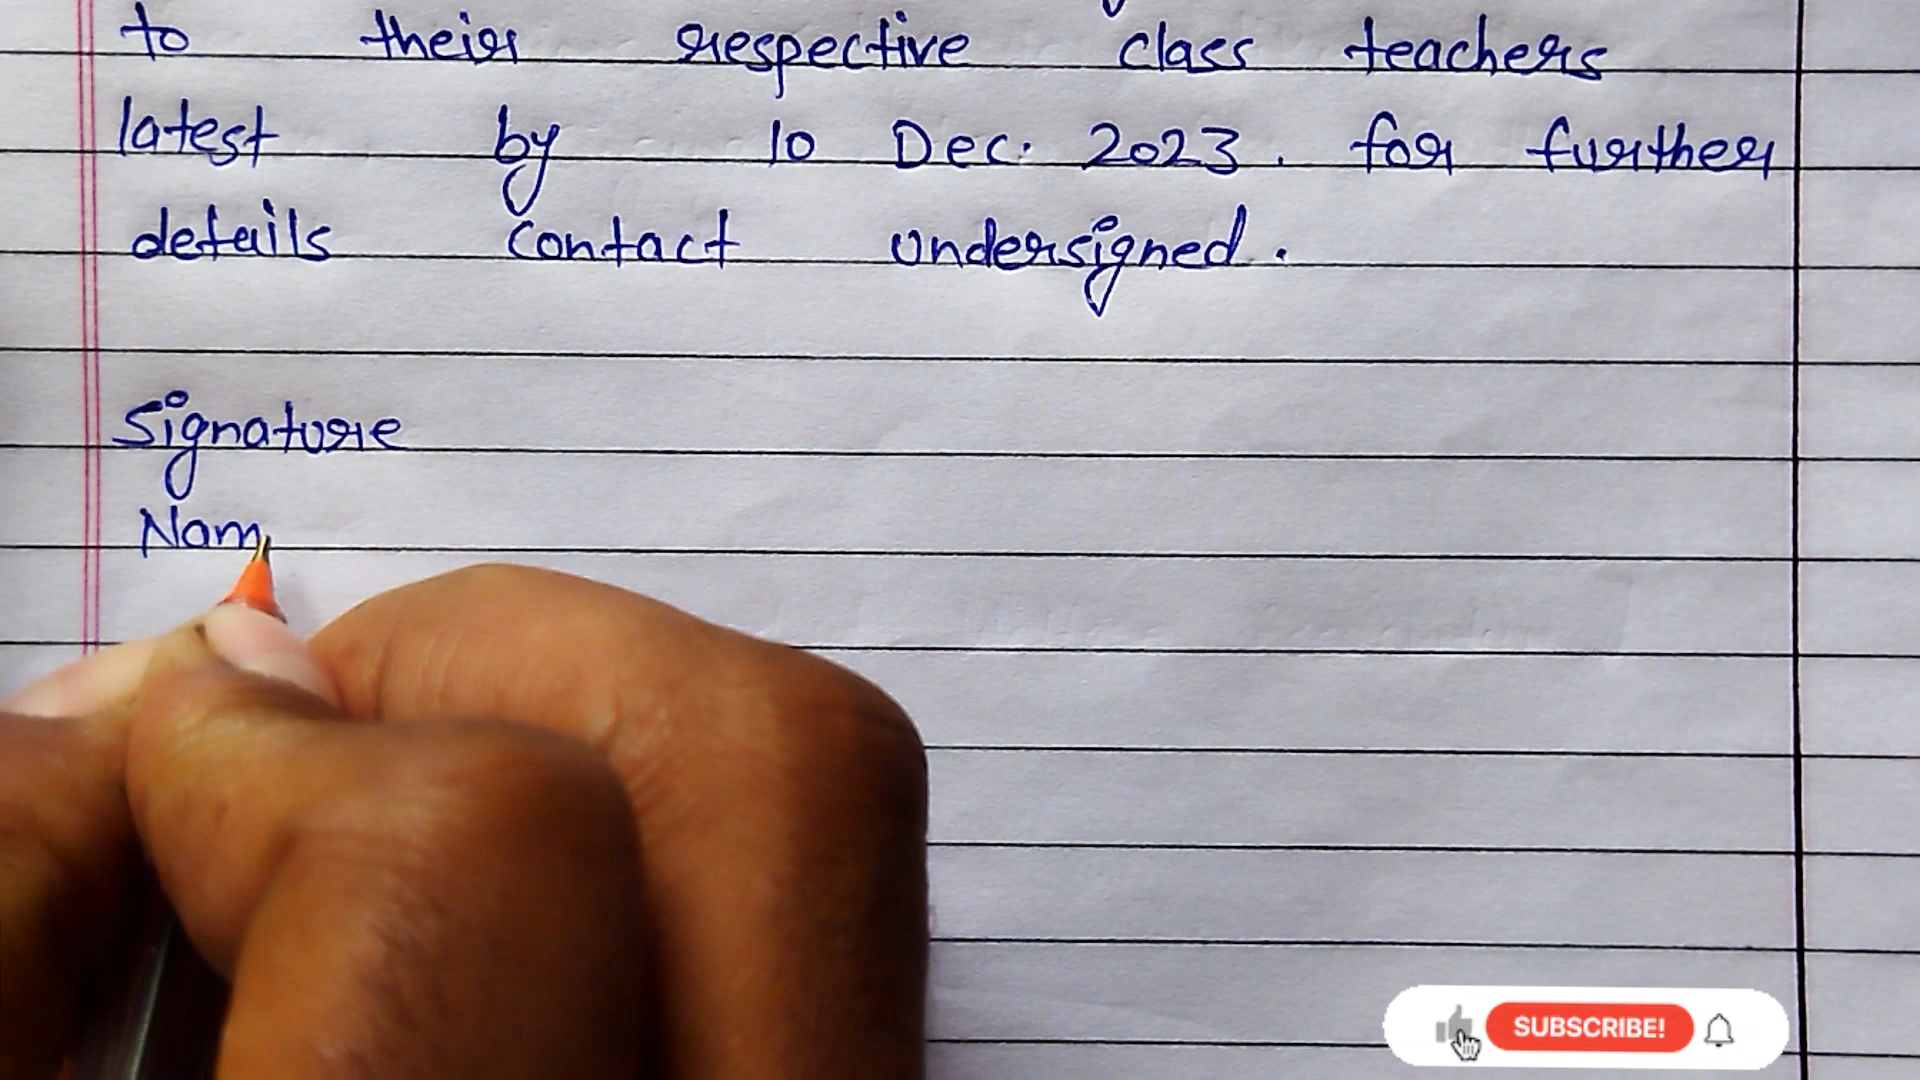 to their respective class teachers
latest by 10 Dec. 2023. for further
details contact undersigned.
Signature
Nam
SUBSCRIBE!